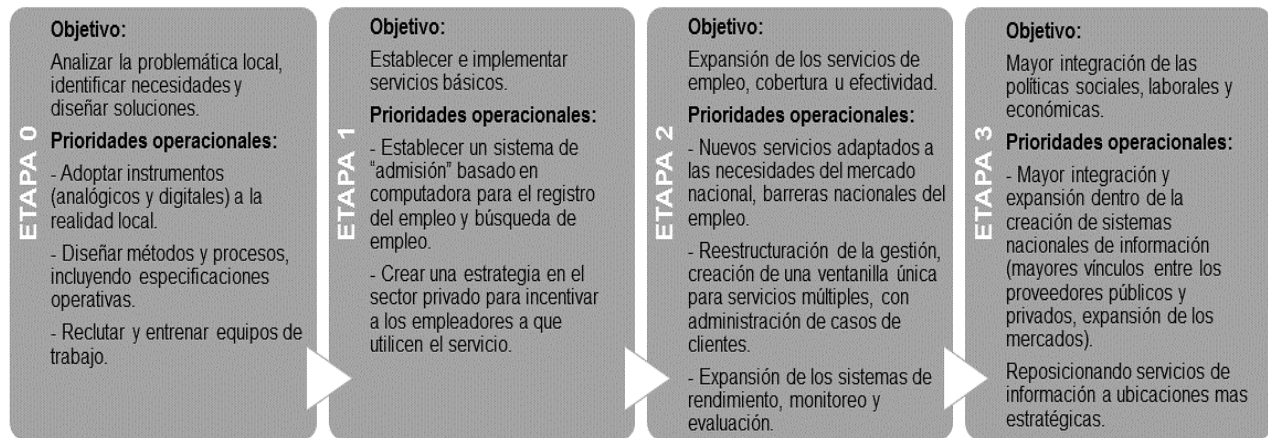 ETAPA 0
Objetivo:
Analizar la problemática local,
identificar necesidades y
diseñar soluciones.
Prioridades operacionales:
- Adoptar instrumentos
(analógicos y digitales) a la
realidad local.
- Diseñar métodos y procesos,
incluyendo especificaciones
operativas.
- Reclutar y entrenar equipos de
trabajo.
ETAPA 1
Objetivo:
Establecer e implementar
servicios básicos.
Prioridades operacionales:
- Establecer un sistema de
“admisión” basado en
computadora para el registro
del empleo y búsqueda de
empleo.
- Crear una estrategia en el
sector privado para incentivar
a los empleadores a que
utilicen el servicio.
ETAPA 2
Objetivo:
Expansión de los servicios de
empleo, cobertura u efectividad.
Prioridades operacionales:
- Nuevos servicios adaptados a
las necesidades del mercado
nacional, barreras nacionales del
empleo.
- Reestructuración de la gestión,
creación de una ventanilla única
para servicios múltiples, con
administración de casos de
clientes.
- Expansión de los sistemas de
rendimiento, monitoreo y
evaluación.
ETAPA 3
Objetivo:
Mayor integración de las
políticas sociales, laborales y
económicas.
Prioridades operacionales:
- Mayor integración y
expansión dentro de la
creación de sistemas
nacionales de información
(mayores vínculos entre los
proveedores públicos y
privados, expansión de los
mercados).
Reposicionando servicios de
información a ubicaciones mas
estratégicas.